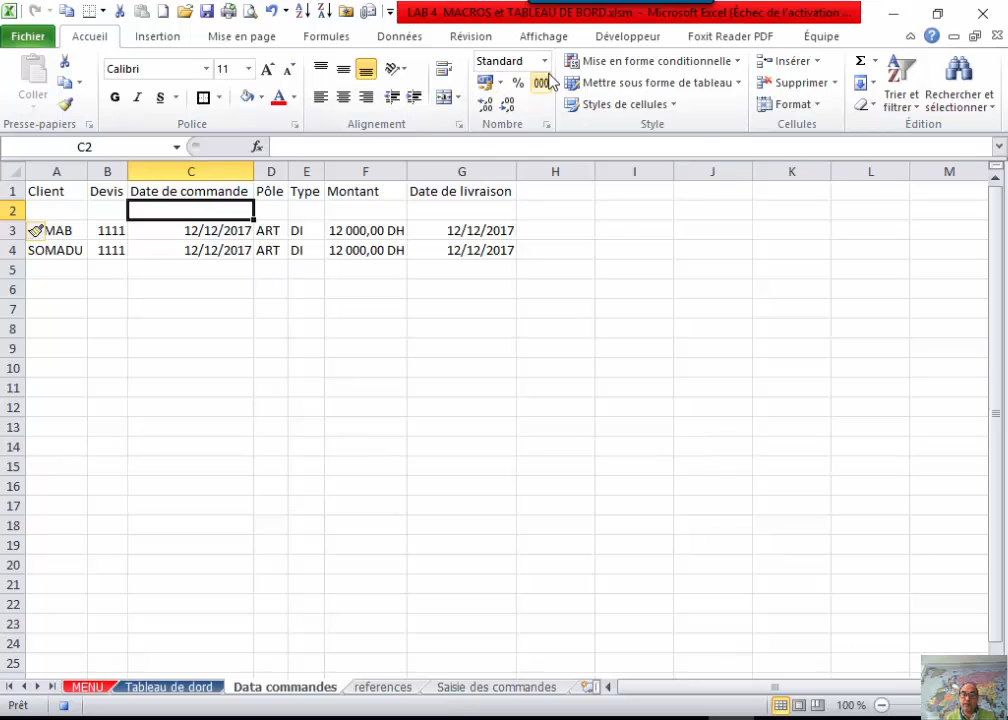 LAB 4- MACROS et TABLEAU DE BORD.xlsm - Microsoft Excel (Échec de l'activation
Fichier Accueil Insertion Mise en page Formules Données Révision Affichage Développeur Foxit Reader PDF Équipe
Coller
Presse-papiers
Calibri 11
G I S
Police
Alignement
Standard
% 000
Nombre
Mise en forme conditionnelle
Mettre sous forme de tableau
Styles de cellules
Style
Insérer
Supprimer
Format
Cellules
Trier et filtrer
Rechercher et sélectionner
Édition
C2 fx
A B C D E F G H I J K L M
1 Client Devis Date de commande Pôle Type Montant Date de livraison
2
3 MAB 1111 12/12/2017 ART DI 12 000,00 DH 12/12/2017
4 SOMADU 1111 12/12/2017 ART DI 12 000,00 DH 12/12/2017
5
6
7
8
9
10
11
12
13
14
15
16
17
18
19
20
21
22
23
24
25
MENU Tableau de bord Data commandes references Saisie des commandes
Prêt 100 %